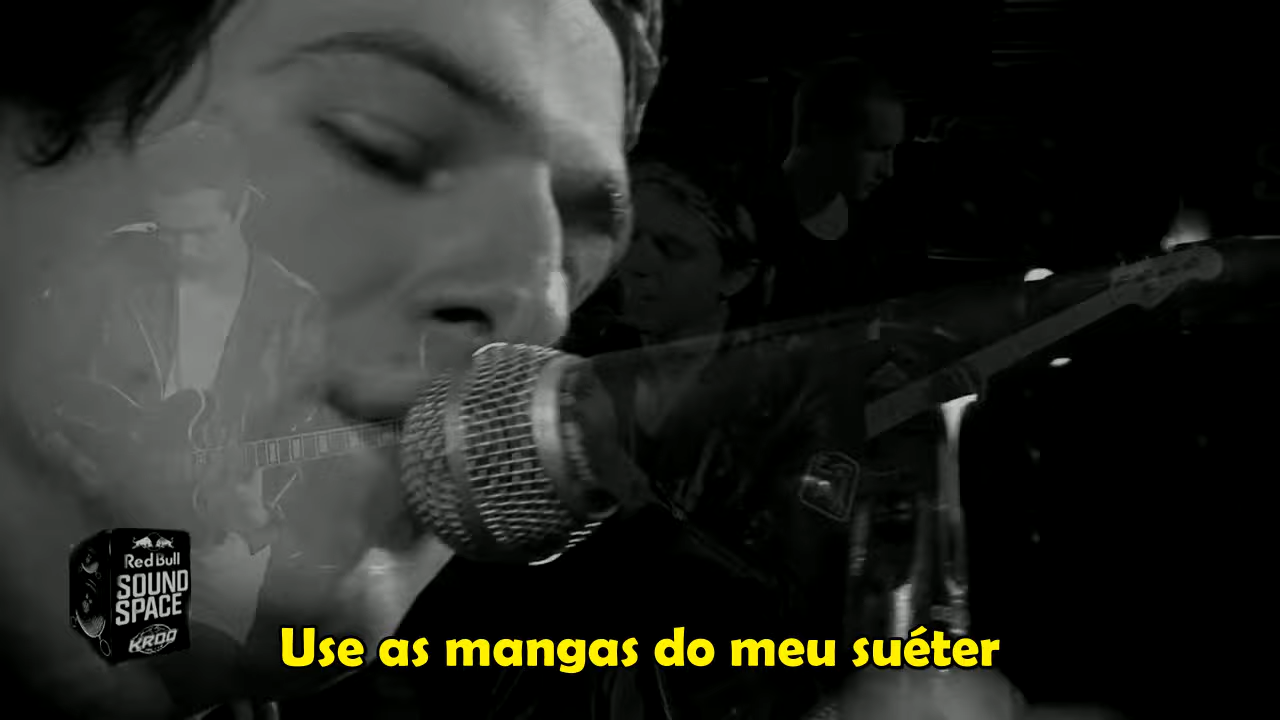 Red Bull
SOUND
SPACE
KROQ
Use as mangas do meu suéter